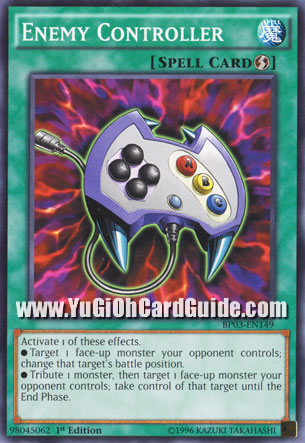 ENEMY CONTROLLER
[SPELL CARD]
A
B
C
www.YuGiOhCardGuide.com
BP03-EN149
Activate 1 of these effects.
●Target 1 face-up monster your opponent controls;
change that target's battle position.
●Tribute 1 monster, then target 1 face-up monster your
opponent controls; take control of that target until the
End Phase.
98045062 1st Edition ©1996 KAZUKI TAKAHASHI